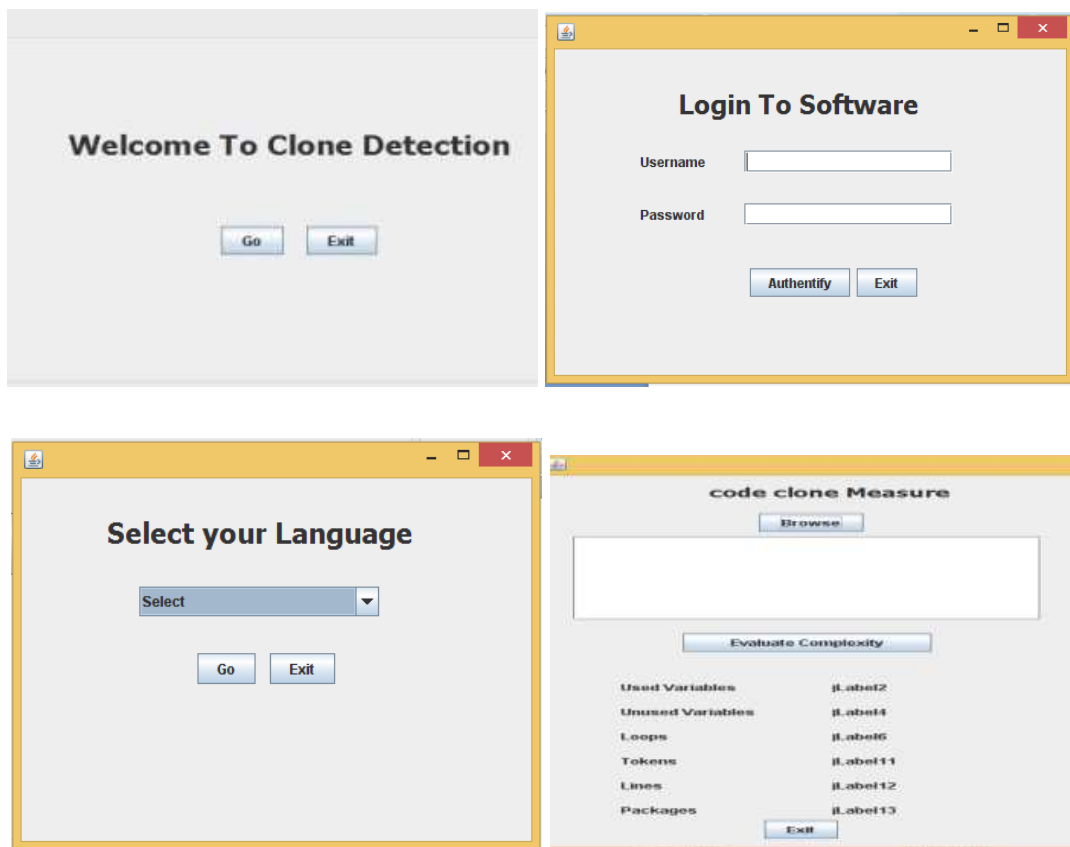 Welcome To Clone Detection
Go Exit
Login To Software
Username
Password
Authentify Exit
Select your Language
Select
Go Exit
code clone Measure
Browse
Evaluate Complexity
Used Variables jLabel2
Unused Variables jLabel4
Loops jLabel6
Tokens jLabel11
Lines jLabel12
Packages jLabel13
Exit